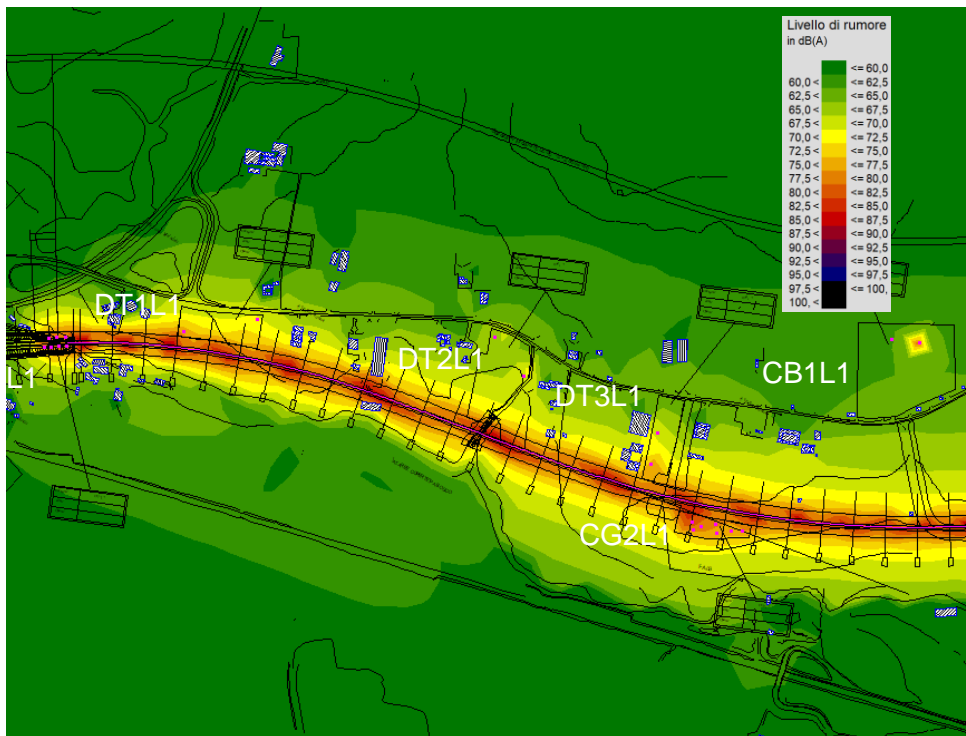 Livello di rumore
in dB(A)
<= 60,0
60,0 < <= 62,5
62,5 < <= 65,0
65,0 < <= 67,5
67,5 < <= 70,0
70,0 < <= 72,5
72,5 < <= 75,0
75,0 < <= 77,5
77,5 < <= 80,0
80,0 < <= 82,5
82,5 < <= 85,0
85,0 < <= 87,5
87,5 < <= 90,0
90,0 < <= 92,5
92,5 < <= 95,0
95,0 < <= 97,5
97,5 < <= 100,
100, <
DT1L1
DT2L1
L1
DT3L1
CB1L1
CG2L1